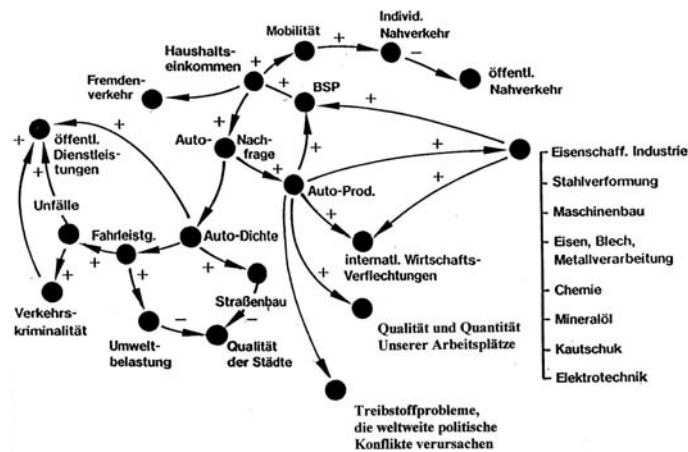 Individ.
Mobilität
Nahverkehr
Haushalts-
einkommen
+
+
−
Fremden-
verkehr
+
+
BSP
öffentl.
Nahverkehr
+
+
+
+
öffentl.
Dienstleis-
tungen
+
Auto-
Nach-
frage
+
+
+
Eisenschaff. Industrie
+
Auto-Prod.
+
Stahlverformung
Unfälle
+
Maschinenbau
Fahrleistg.
Auto-Dichte
internatl. Wirtschafts-
Verflechtungen
Eisen, Blech,
Metallverarbeitung
+
+
+
+
+
+
Straßenbau
Chemie
Verkehrs-
kriminalität
−
−
Qualität und Quantität
Unserer Arbeitsplätze
Mineralöl
Umwelt-
belastung
Qualität
der Städte
Kautschuk
Elektrotechnik
Treibstoffprobleme,
die weltweite politische
Konflikte verursachen